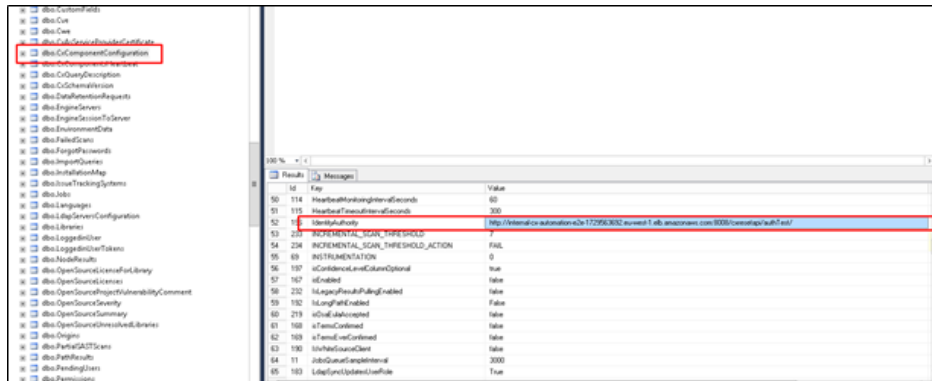 dbo.CustomFields
dbo.Cve
dbo.Cwe
dbo.CxComponentConfiguration
dbo.CxComponentsHeartbeat
dbo.CxQueryDescription
dbo.CxSchemaVersion
dbo.DataRetentionRequests
dbo.EngineServers
dbo.EngineSessionToServer
dbo.EnvironmentData
dbo.FailedScans
dbo.ForgotPasswords
dbo.ImportQueries
dbo.InstallationMap
dbo.IssueTrackingSystems
dbo.Jobs
dbo.Languages
dbo.LdapServersConfiguration
dbo.Libraries
dbo.LoggedinUser
dbo.LoggedinUserTokens
dbo.NodeResults
dbo.OpenSourceLicenseForLibrary
dbo.OpenSourceLicenses
dbo.OpenSourceProjectVulnerabilityComment
dbo.OpenSourceSeverity
dbo.OpenSourceSummary
dbo.OpenSourceUnresolvedLibraries
dbo.Origins
dbo.PartialSASTScans
dbo.PathResults
dbo.PendingUsers
dbo.Permissions
100 %
Results Messages
Id Key Value
50 114 HeartbeatMonitoringIntervalSeconds 60
51 115 HeartbeatTimeoutIntervalSeconds 300
52 IdentityAuthority
53 233 INCREMENTAL_SCAN_THRESHOLD 7
54 234 INCREMENTAL_SCAN_THRESHOLD_ACTION FAIL
55 69 INSTRUMENTATION 0
56 197 isConfidenceLevelColumnOptional true
57 167 isEnabled false
58 232 IsLegacyResultsPullingEnabled false
59 192 IsLongPathEnabled False
60 219 isOsaEulaAccepted false
61 168 isTermsConfirmed false
62 169 isTermsEverConfirmed false
63 190 IsWhiteSourceClient false
64 11 JobsQueueSampleInterval 3000
65 183 LdapSyncUpdatesUserRole True